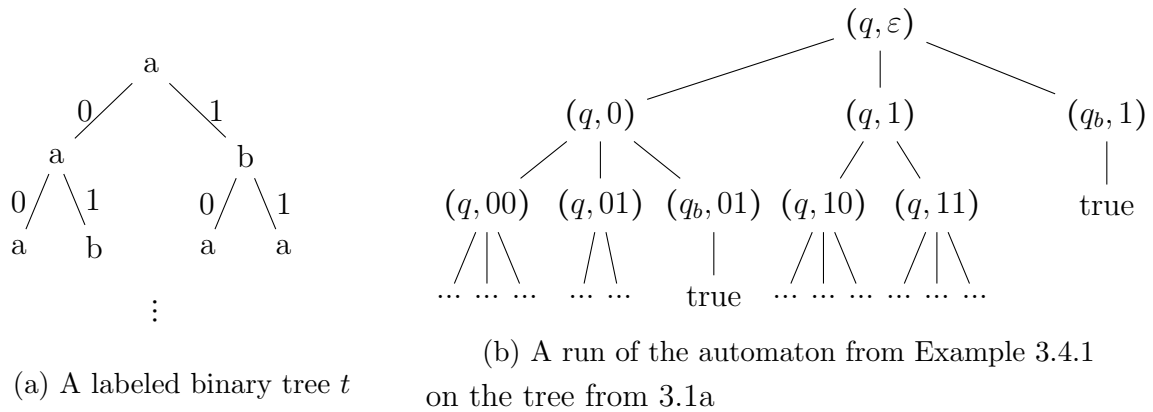 a
0 1
a b
0 1 0 1
a b a a
⋮
(a) A labeled binary tree t
(q, ε)
(q, 0) (q, 1) (q_b, 1)
(q, 00) (q, 01) (q_b, 01) (q, 10) (q, 11) true
... ... ... ... ... true ... ... ... ... ... ...
(b) A run of the automaton from Example 3.4.1
on the tree from 3.1a